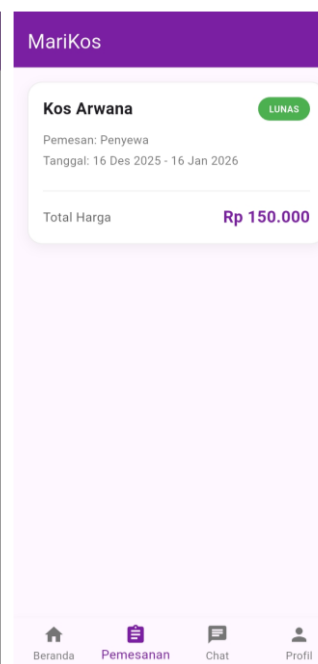 MariKos
Kos Arwana
LUNAS
Pemesan: Penyewa
Tanggal: 16 Des 2025 - 16 Jan 2026
Total Harga
Rp 150.000
Beranda
Pemesanan
Chat
Profil